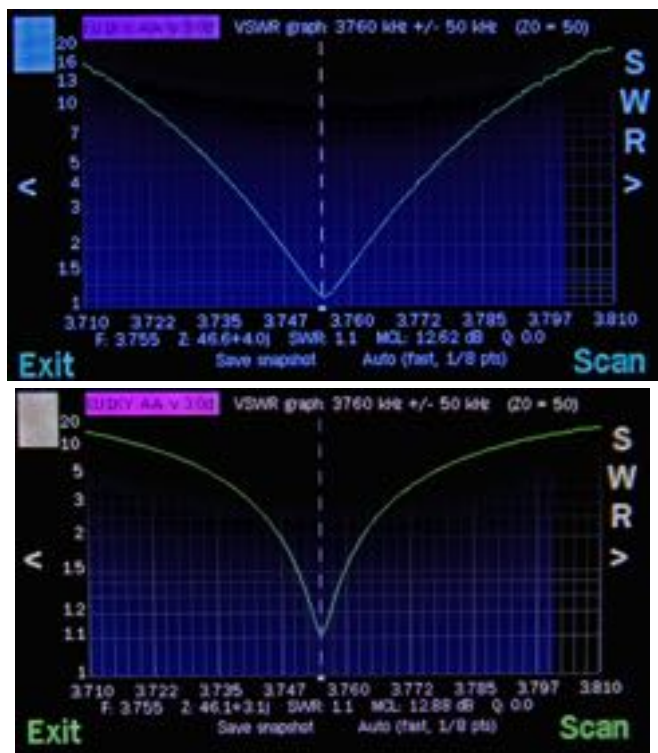 EU1KY AA v 3.0d VSWR graph: 3760 kHz +/- 50 kHz (Z0 = 50)
20
16
13
10
7
5
4
3
2
1.5
1
S
W
R
<
>
3.710 3.722 3.735 3.747 3.760 3.772 3.785 3.797 3.810
F: 3.755 Z: 46.6+4.0j SWR: 1.1 MCL: 12.62 dB Q: 0.0
Exit
Save snapshot
Auto (fast, 1/8 pts)
Scan
EU1KY AA v 3.0d VSWR graph: 3760 kHz +/- 50 kHz (Z0 = 50)
20
10
5
3
2
1.5
1.2
1.1
1
S
W
R
<
>
3.710 3.722 3.735 3.747 3.760 3.772 3.785 3.797 3.810
F: 3.755 Z: 46.1+3.1j SWR: 1.1 MCL: 12.88 dB Q: 0.0
Exit
Save snapshot
Auto (fast, 1/8 pts)
Scan